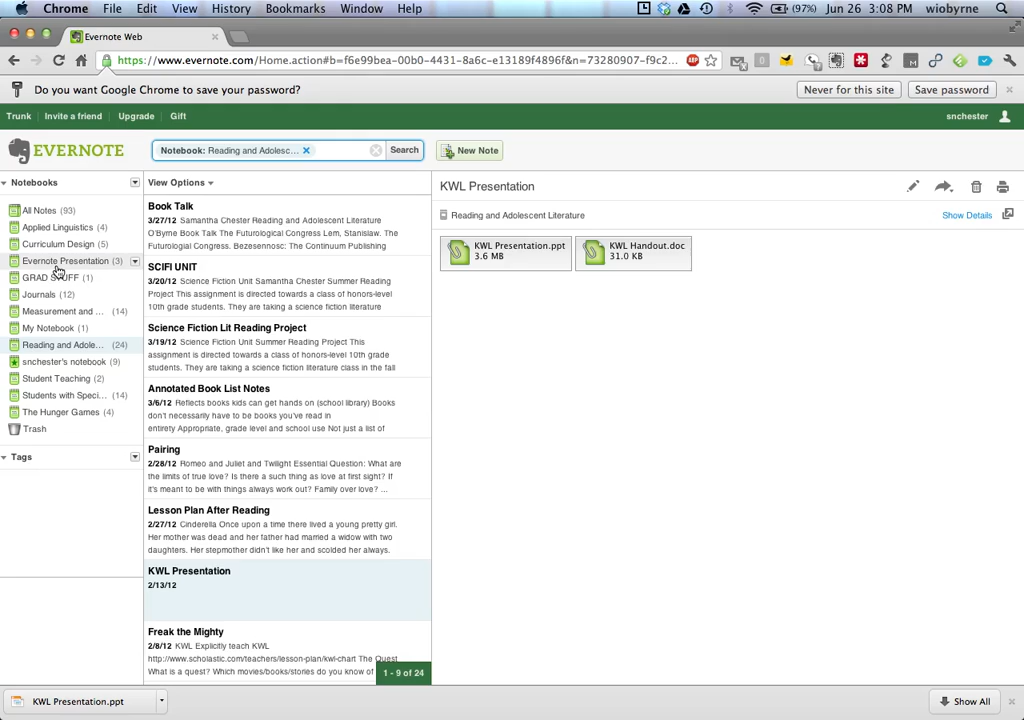 Chrome File Edit View History Bookmarks Window Help (97%) Jun 26 3:08 PM wiobyrne
Evernote Web
https://www.evernote.com/Home.action#b=f6e99bea-00b0-4431-8a6c-e13189f4896f&n=73280907-f9c2...
Do you want Google Chrome to save your password? Never for this site Save password
Trunk Invite a friend Upgrade Gift snchester
EVERNOTE Notebook: Reading and Adolesc... Search New Note
Notebooks
All Notes (93)
Applied Linguistics (4)
Curriculum Design (5)
Evernote Presentation (3)
GRAD STUFF (1)
Journals (12)
Measurement and ... (14)
My Notebook (1)
Reading and Adole... (24)
snchester's notebook (9)
Student Teaching (2)
Students with Speci... (14)
The Hunger Games (4)
Trash
Tags
View Options
Book Talk
3/27/12 Samantha Chester Reading and Adolescent Literature
O'Byrne Book Talk The Futurological Congress Lem, Stanislaw. The
Futurologial Congress. Bezesennosc: The Continuum Publishing
SCIFI UNIT
3/20/12 Science Fiction Unit Samantha Chester Summer Reading
Project This assignment is directed towards a class of honors-level
10th grade students. They are taking a science fiction literature
Science Fiction Lit Reading Project
3/19/12 Science Fiction Unit Summer Reading Project This
assignment is directed towards a class of honors-level 10th grade
students. They are taking a science fiction literature class in the fall
Annotated Book List Notes
3/6/12 Reflects books kids can get hands on (school library) Books
don't necessarily have to be books you've read in
entirety Appropriate, grade level and school use Not just a list of
Pairing
2/28/12 Romeo and Juliet and Twilight Essential Question: What are
the limits of true love? Is there a such thing as love at first sight? If
it's meant to be with things always work out? Family over love? ...
Lesson Plan After Reading
2/27/12 Cinderella Once upon a time there lived a young pretty girl.
Her mother was dead and her father had married a widow with two
daughters. Her stepmother didn't like her and scolded her always.
KWL Presentation
2/13/12
Freak the Mighty
2/8/12 KWL Explicitly teach KWL
http://www.scholastic.com/teachers/lesson-plan/kwl-chart The Quest
What is a quest? Which movies/books/stories do you know of
1 - 9 of 24
KWL Presentation
Reading and Adolescent Literature Show Details
KWL Presentation.ppt
3.6 MB
KWL Handout.doc
31.0 KB
KWL Presentation.ppt Show All